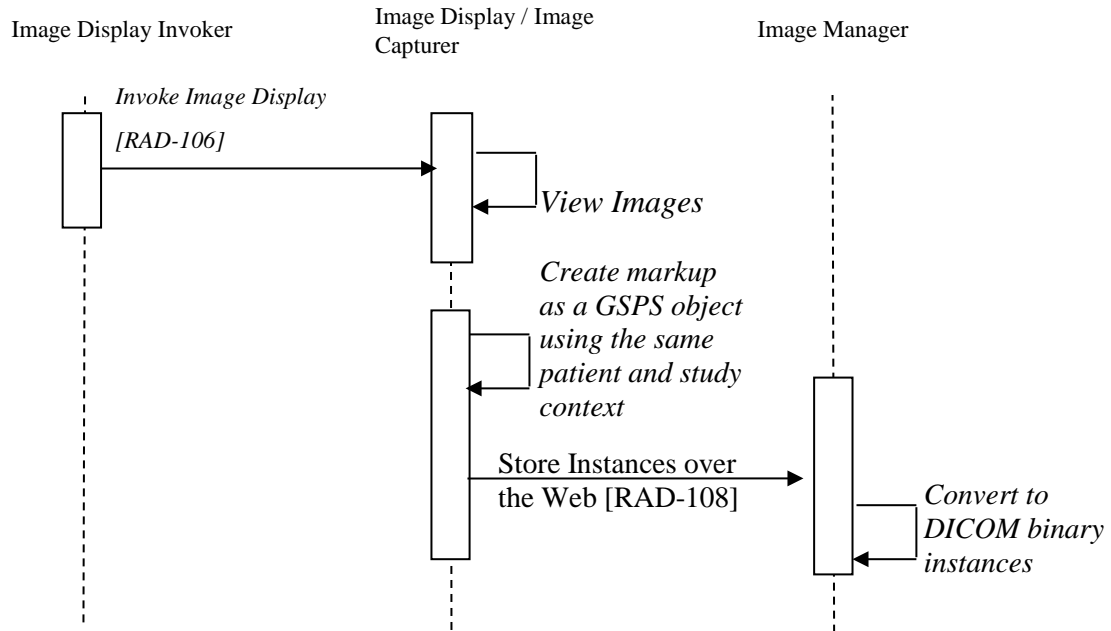 Image Display Invoker
Image Display / Image
Capturer
Image Manager
Invoke Image Display
[RAD-106]
View Images
Create markup
as a GSPS object
using the same
patient and study
context
Store Instances over
the Web [RAD-108]
Convert to
DICOM binary
instances